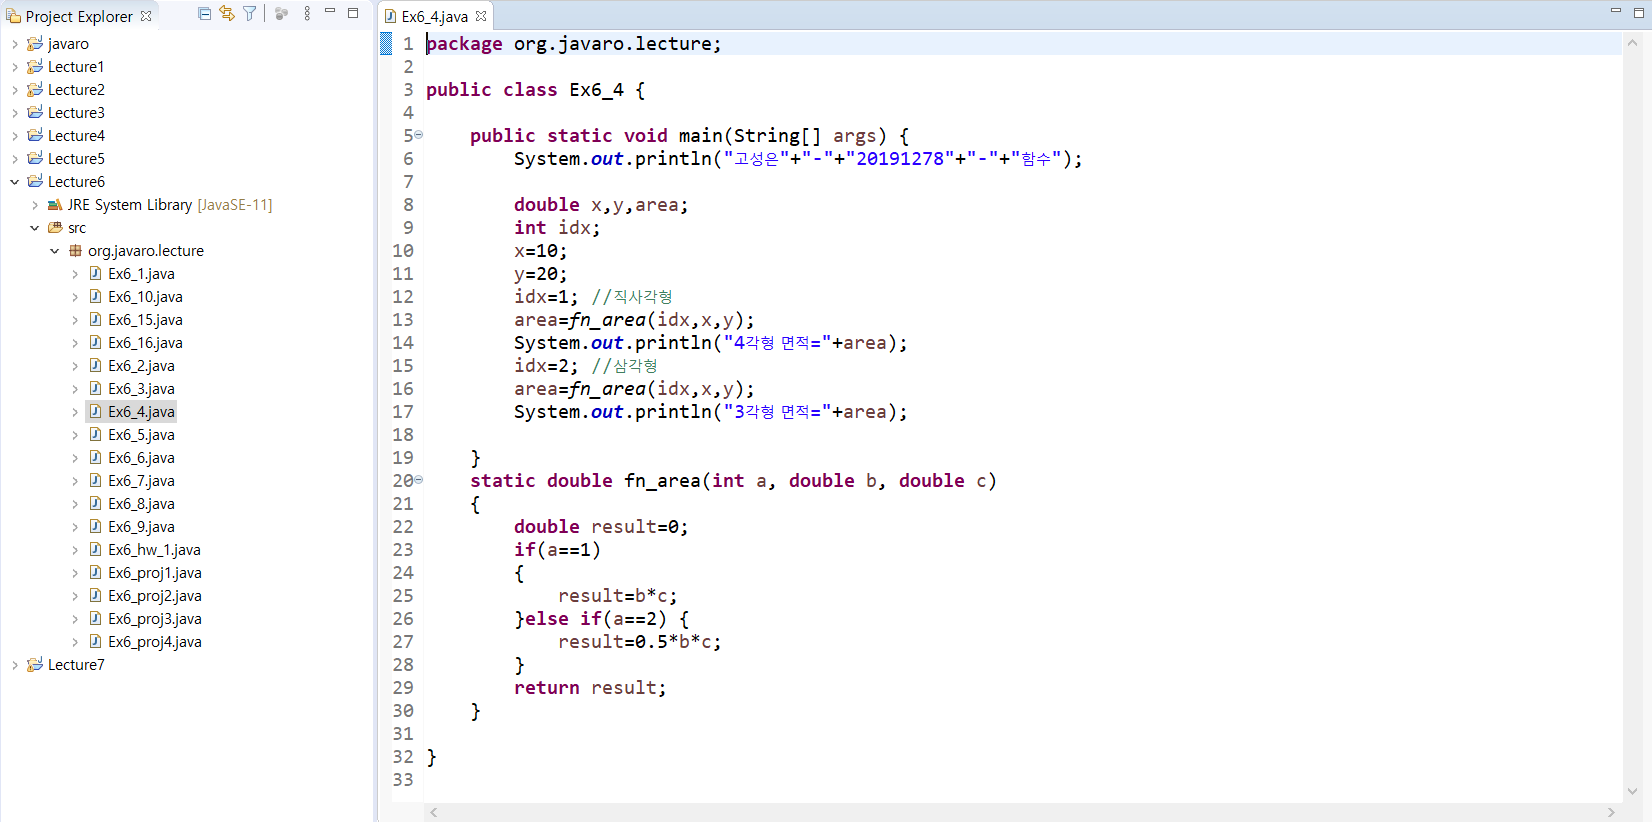 Project Explorer
javaro
Lecture1
Lecture2
Lecture3
Lecture4
Lecture5
Lecture6
JRE System Library [JavaSE-11]
src
org.javaro.lecture
Ex6_1.java
Ex6_10.java
Ex6_15.java
Ex6_16.java
Ex6_2.java
Ex6_3.java
Ex6_4.java
Ex6_5.java
Ex6_6.java
Ex6_7.java
Ex6_8.java
Ex6_9.java
Ex6_hw_1.java
Ex6_proj1.java
Ex6_proj2.java
Ex6_proj3.java
Ex6_proj4.java
Lecture7
Ex6_4.java
1 package org.javaro.lecture;
2
3 public class Ex6_4 {
4
5     public static void main(String[] args) {
6         System.out.println("고성은"+"-"+"20191278"+"-"+"함수");
7
8         double x,y,area;
9         int idx;
10         x=10;
11         y=20;
12         idx=1; //직사각형
13         area=fn_area(idx,x,y);
14         System.out.println("4각형 면적="+area);
15         idx=2; //삼각형
16         area=fn_area(idx,x,y);
17         System.out.println("3각형 면적="+area);
18
19     }
20     static double fn_area(int a, double b, double c)
21     {
22         double result=0;
23         if(a==1)
24         {
25             result=b*c;
26         }else if(a==2) {
27             result=0.5*b*c;
28         }
29         return result;
30     }
31
32 }
33